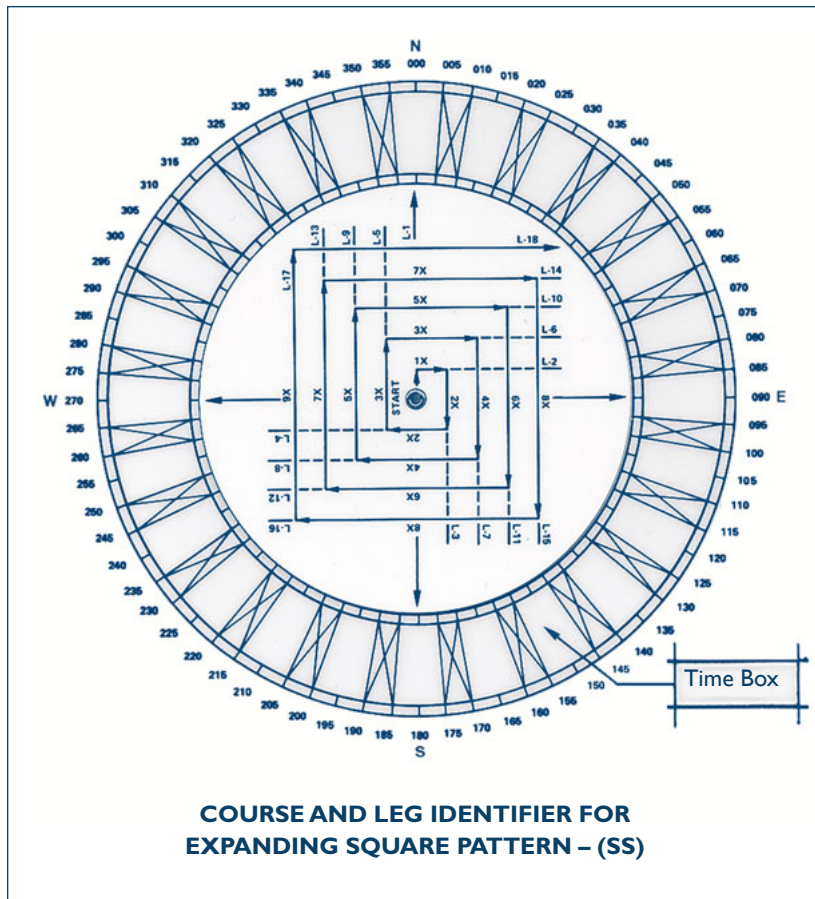 N
000
005
010
015
020
025
030
035
040
045
050
055
060
065
070
075
080
085
090 E
095
100
105
110
115
120
125
130
135
140
145
150
155
160
165
170
175
180
S
185
190
195
200
205
210
215
220
225
230
235
240
245
250
255
260
265
W 270
275
280
285
290
295
300
305
310
315
320
325
330
335
340
345
350
355
L-13
L-9
L-5
L-1
L-18
L-17
7X
L-14
5X
L-10
3X
L-6
1X
L-2
9X
7X
5X
3X
START
2X
4X
6X
8X
L-4
2X
L-8
4X
L-12
6X
L-16
8X
L-3
L-7
L-11
L-15
Time Box
COURSE AND LEG IDENTIFIER FOR
EXPANDING SQUARE PATTERN – (SS)